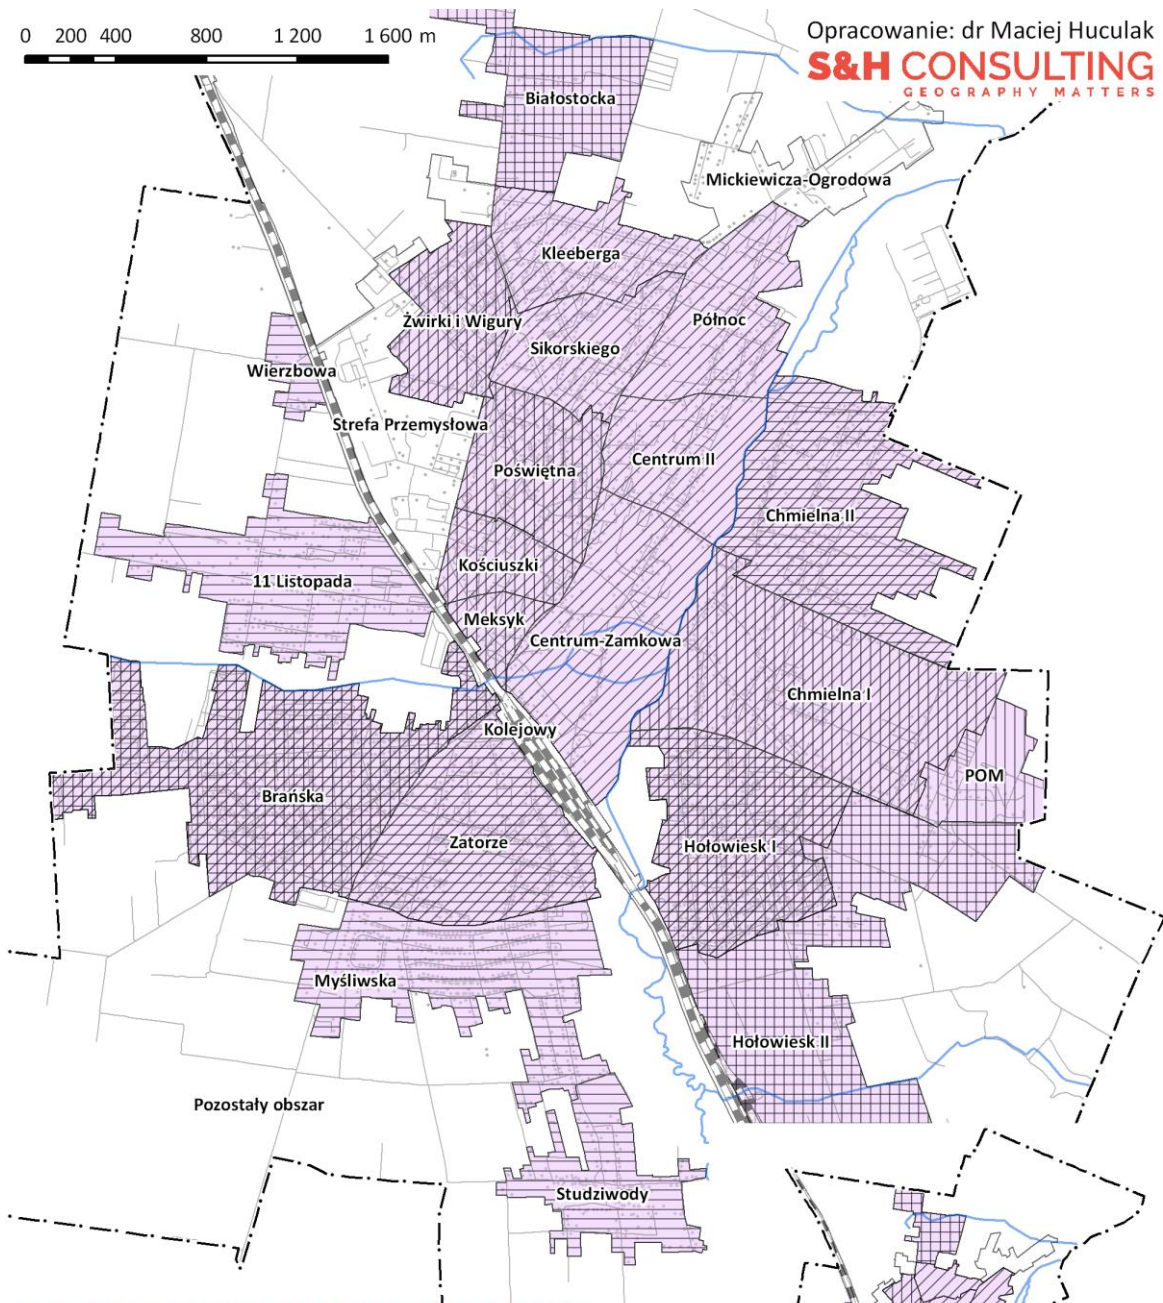 0 200 400 800 1 200 1 600 m
Opracowanie: dr Maciej Huculak
S&H CONSULTING
GEOGRAPHY MATTERS
Białostocka
Mickiewicza-Ogrodowa
Kleeberga
Żwirki i Wigury
Północ
Sikorskiego
Wierzbowa
Strefa Przemysłowa
Centrum II
Poświętna
Chmielna II
Kościuszki
11 Listopada
Meksyk
Centrum-Zamkowa
Chmielna I
Kolejowy
POM
Brańska
Zatorze
Hołowiesk I
Myśliwska
Hołowiesk II
Pozostały obszar
Studziwody